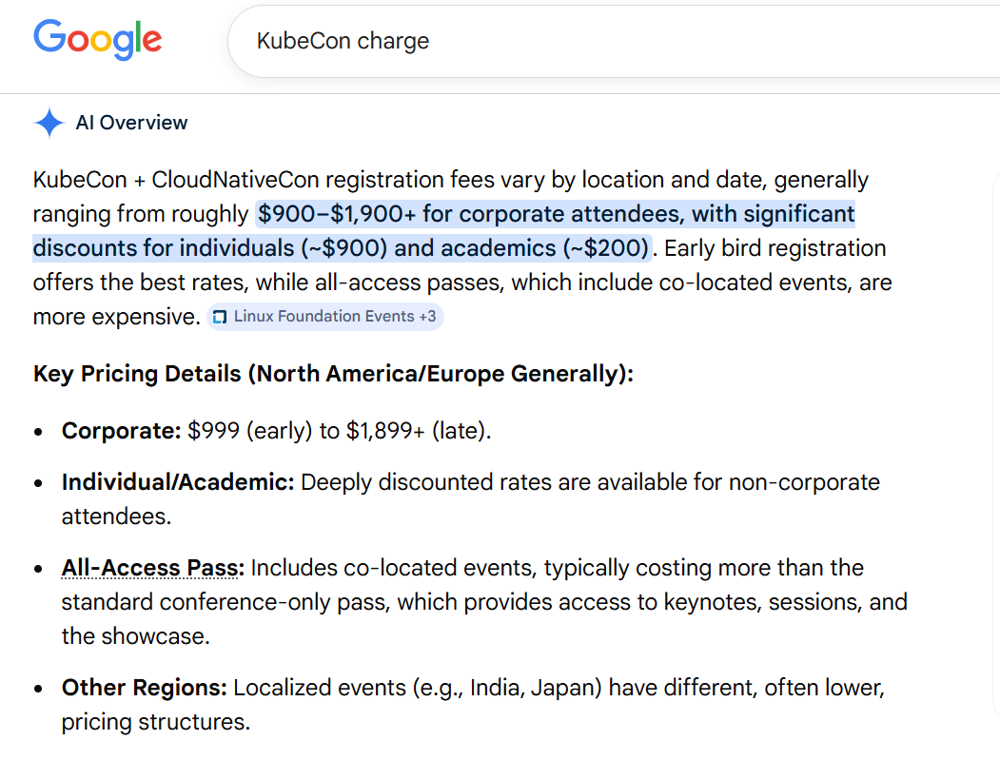 Google
KubeCon charge
AI Overview
KubeCon + CloudNativeCon registration fees vary by location and date, generally
ranging from roughly $900–$1,900+ for corporate attendees, with significant
discounts for individuals (~$900) and academics (~$200). Early bird registration
offers the best rates, while all-access passes, which include co-located events, are
more expensive. Linux Foundation Events +3
Key Pricing Details (North America/Europe Generally):
• Corporate: $999 (early) to $1,899+ (late).
• Individual/Academic: Deeply discounted rates are available for non-corporate
attendees.
• All-Access Pass: Includes co-located events, typically costing more than the
standard conference-only pass, which provides access to keynotes, sessions, and
the showcase.
• Other Regions: Localized events (e.g., India, Japan) have different, often lower,
pricing structures.